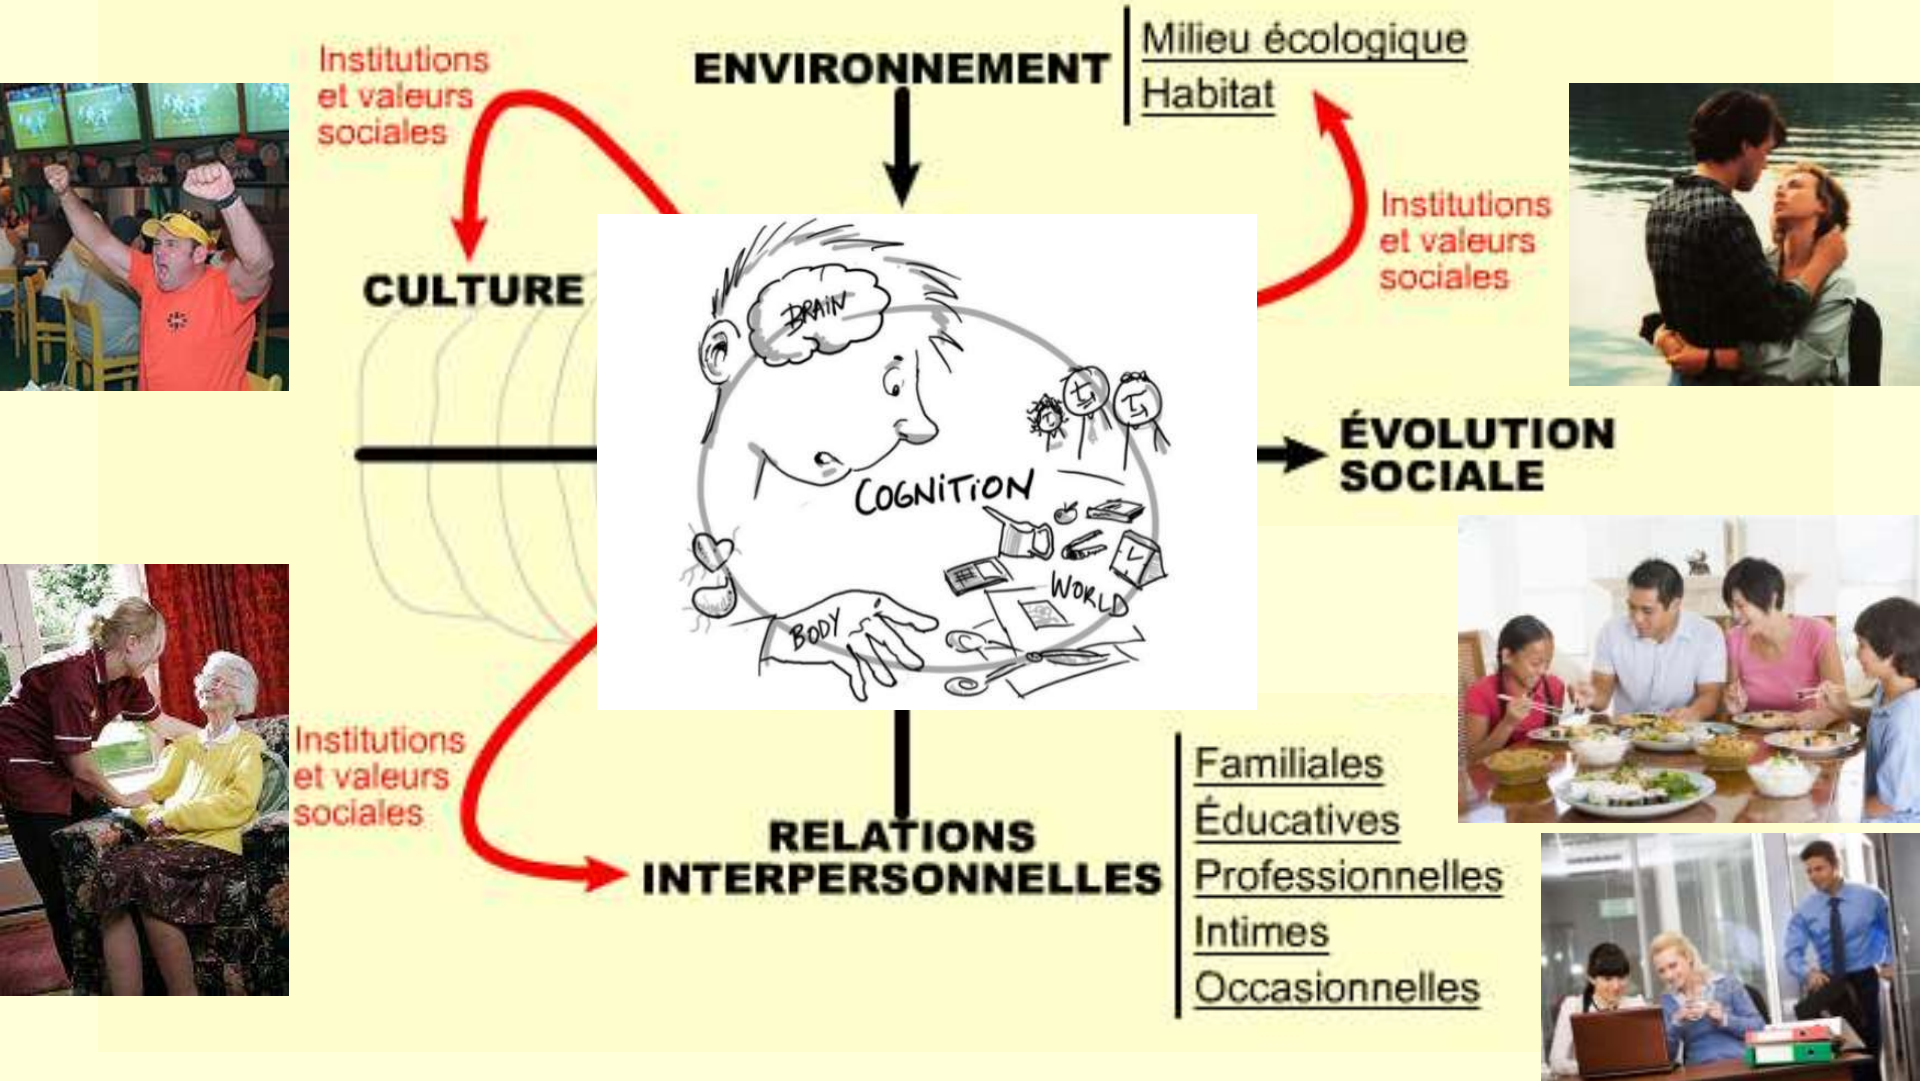 Institutions
et valeurs
sociales
ENVIRONNEMENT
Milieu écologique
Habitat
Institutions
et valeurs
sociales
CULTURE
BRAIN
COGNITION
WORLD
BODY
ÉVOLUTION
SOCIALE
Institutions
et valeurs
sociales
RELATIONS
INTERPERSONNELLES
Familiales
Éducatives
Professionnelles
Intimes
Occasionnelles